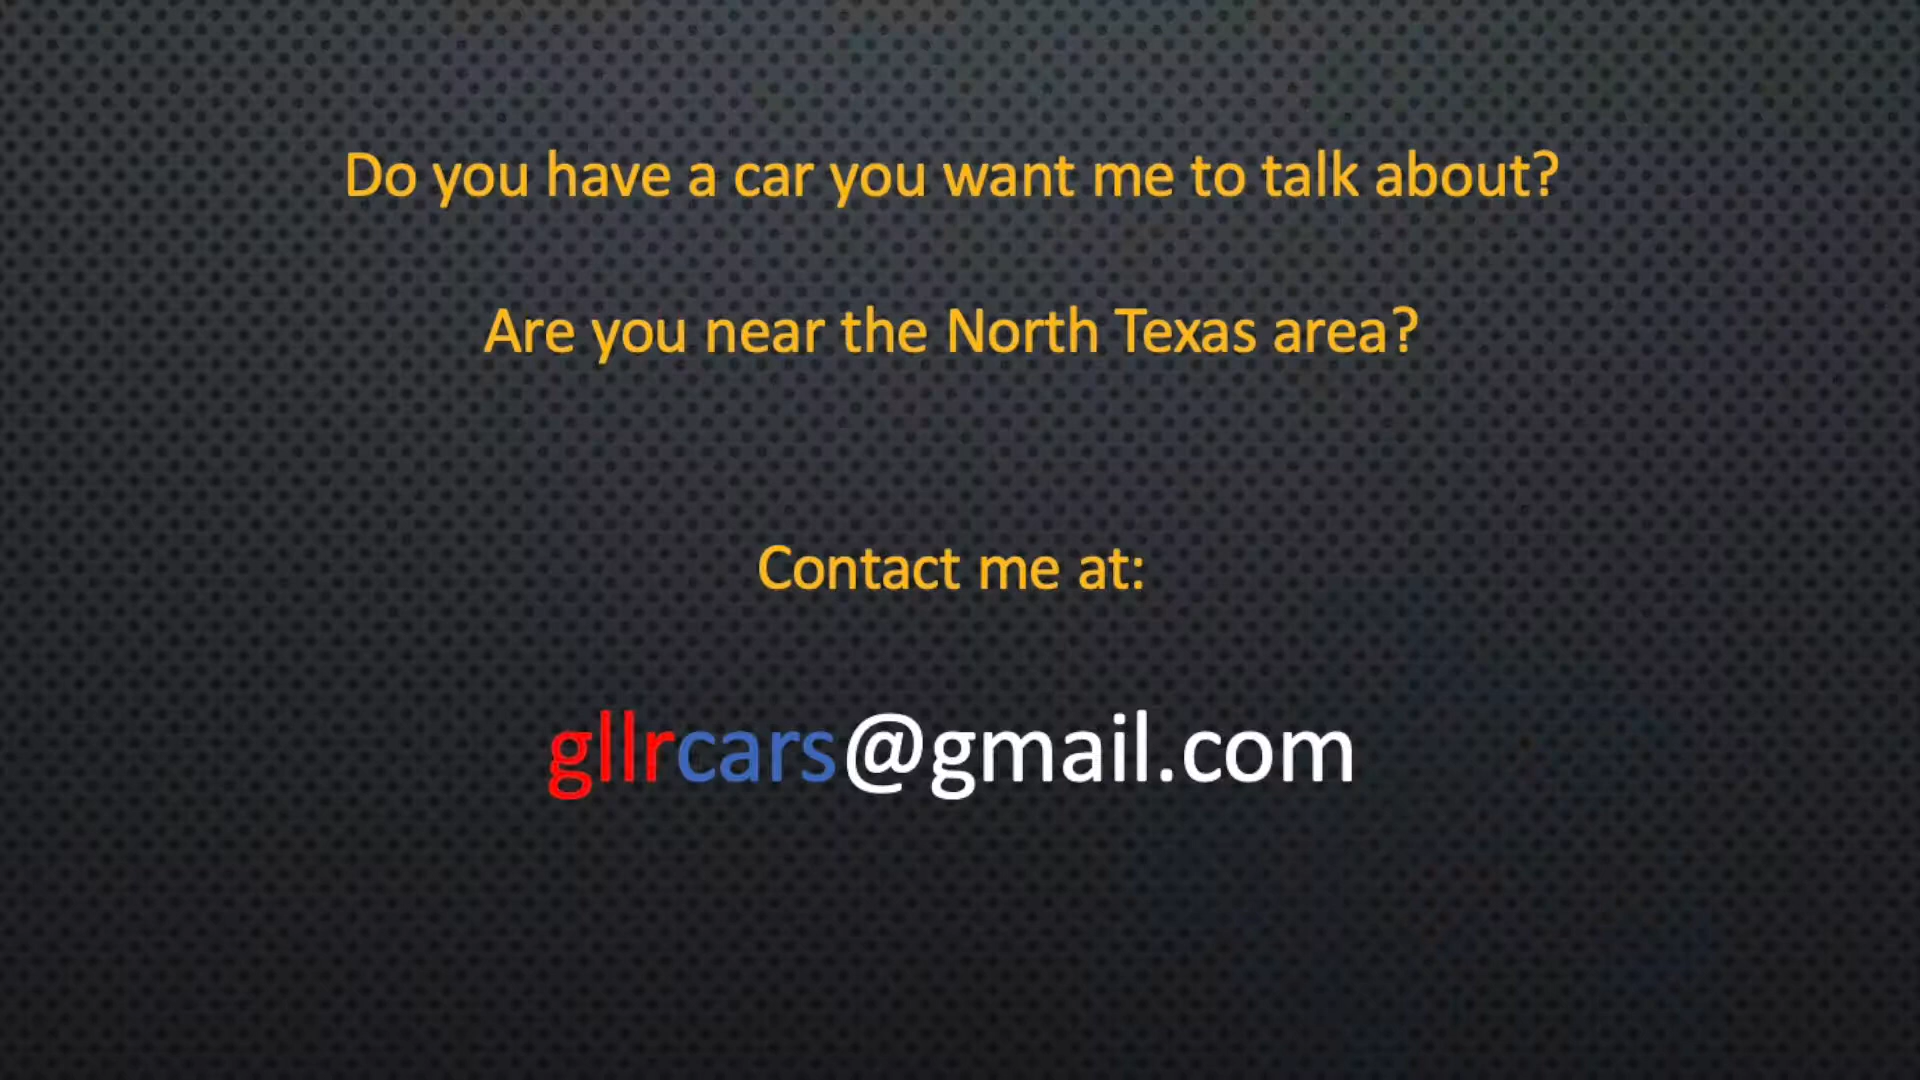 Do you have a car you want me to talk about?
Are you near the North Texas area?
Contact me at:
gllrcars@gmail.com